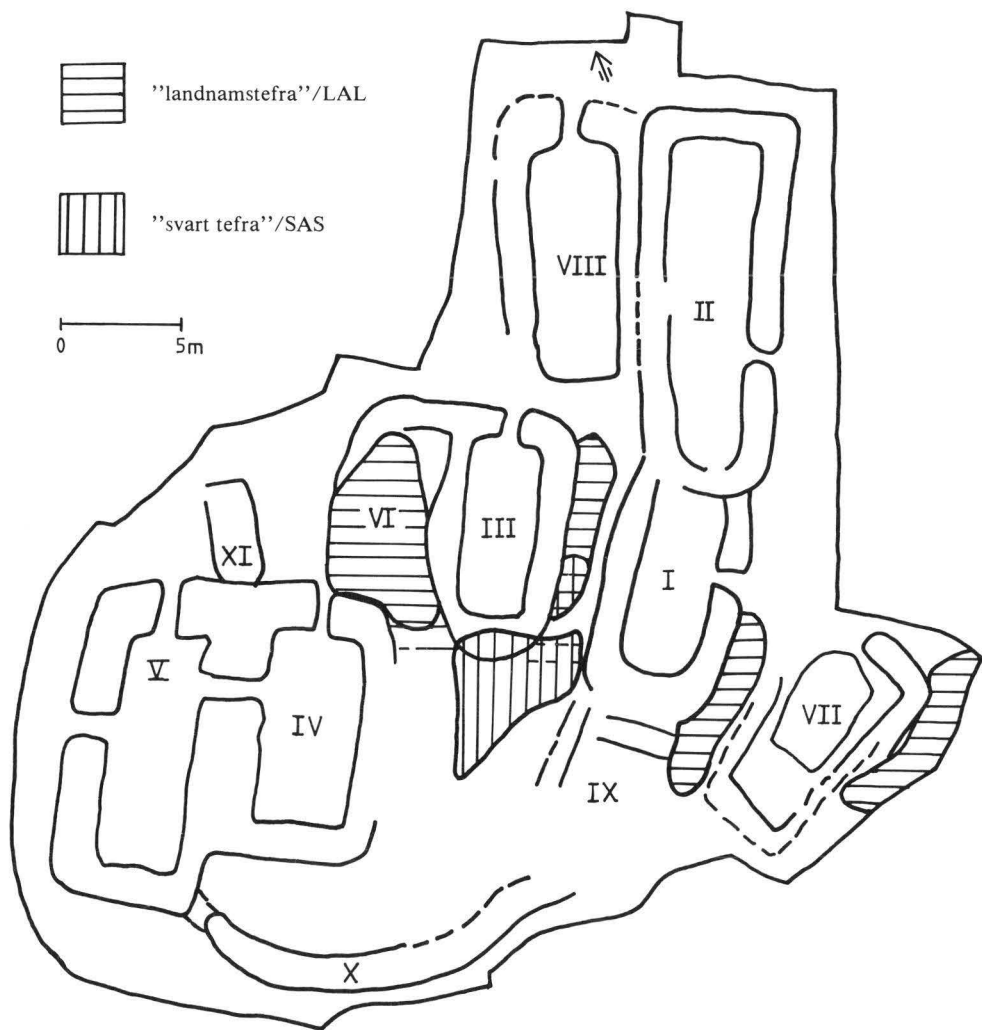 "landnamstefra"/LAL
"svart tefra"/SAS
0 5m
VIII
II
VI
III
XI
I
V
IV
VII
IX
X